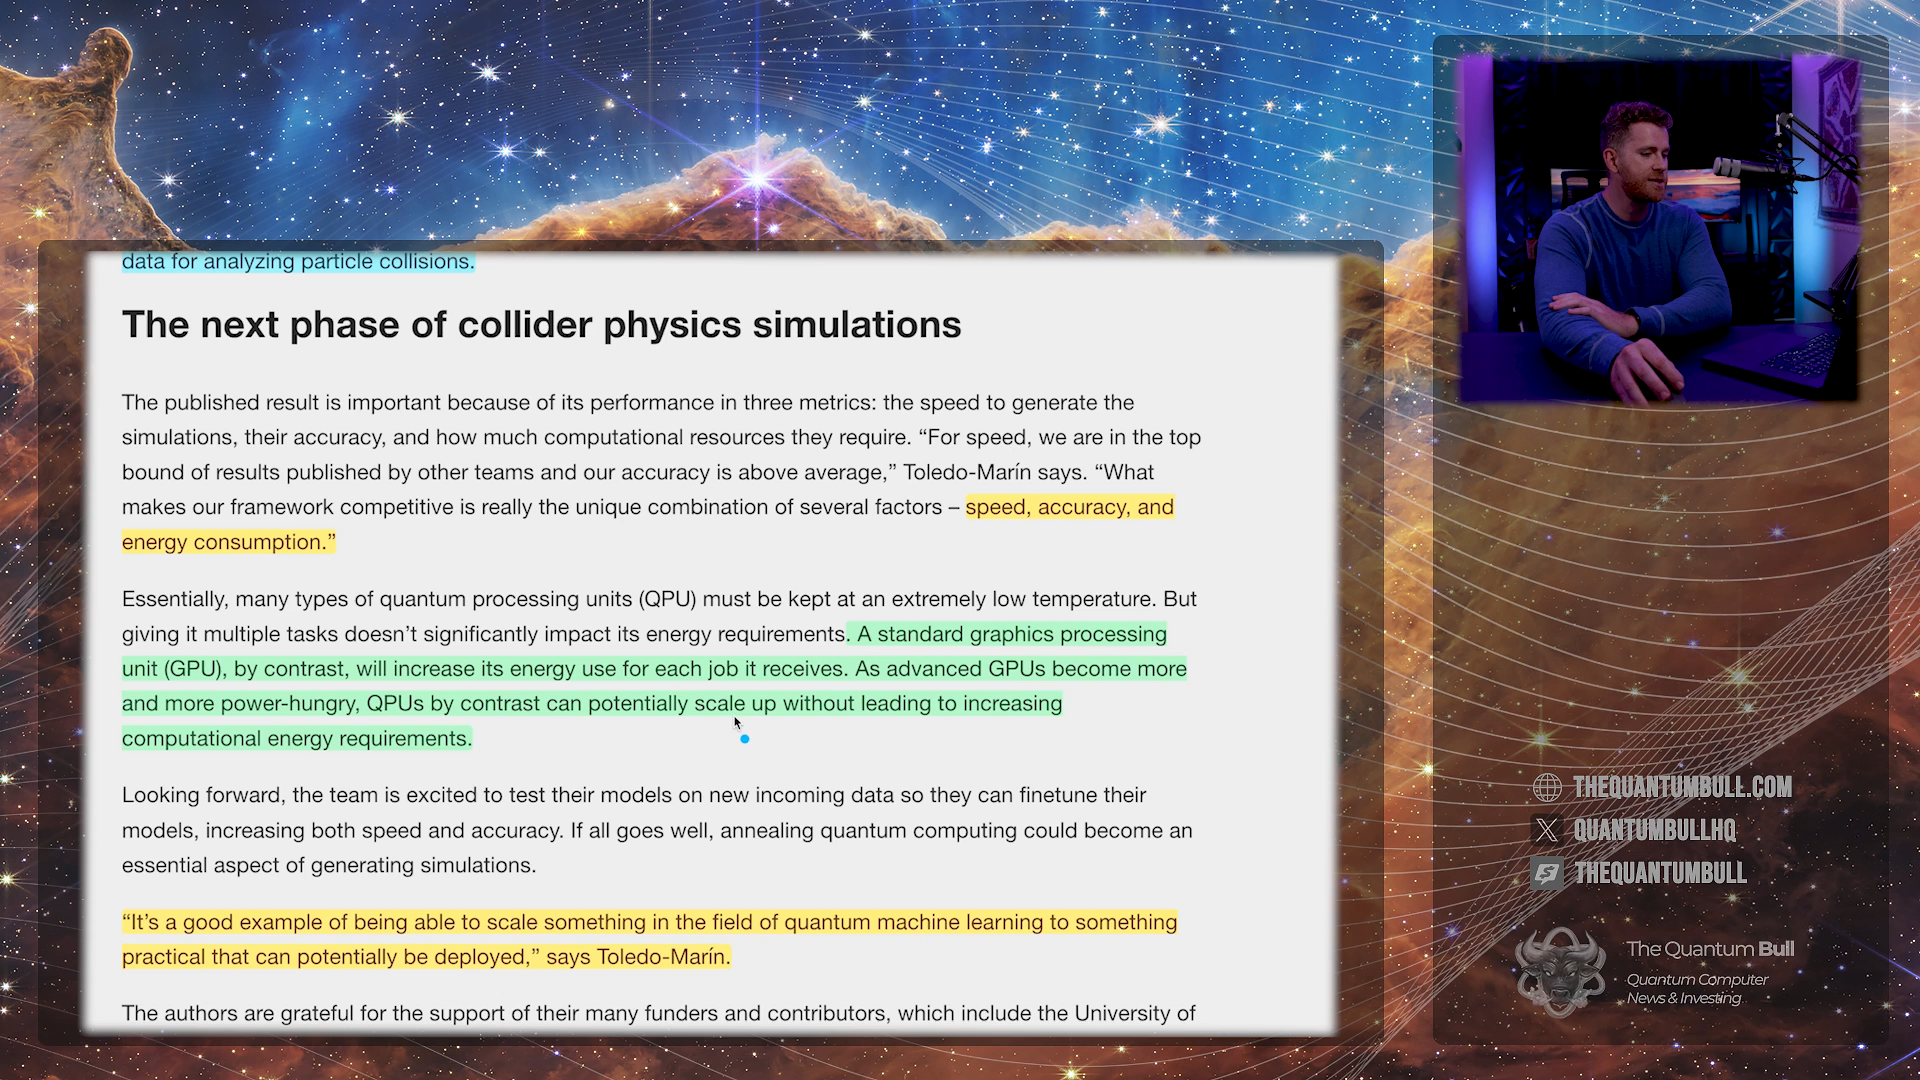 data for analyzing particle collisions.
The next phase of collider physics simulations
The published result is important because of its performance in three metrics: the speed to generate the
simulations, their accuracy, and how much computational resources they require. “For speed, we are in the top
bound of results published by other teams and our accuracy is above average,” Toledo-Marín says. “What
makes our framework competitive is really the unique combination of several factors – speed, accuracy, and
energy consumption.”
Essentially, many types of quantum processing units (QPU) must be kept at an extremely low temperature. But
giving it multiple tasks doesn’t significantly impact its energy requirements. A standard graphics processing
unit (GPU), by contrast, will increase its energy use for each job it receives. As advanced GPUs become more
and more power-hungry, QPUs by contrast can potentially scale up without leading to increasing
computational energy requirements.
Looking forward, the team is excited to test their models on new incoming data so they can finetune their
models, increasing both speed and accuracy. If all goes well, annealing quantum computing could become an
essential aspect of generating simulations.
“It’s a good example of being able to scale something in the field of quantum machine learning to something
practical that can potentially be deployed,” says Toledo-Marín.
The authors are grateful for the support of their many funders and contributors, which include the University of
THEQUANTUMBULL.COM
QUANTUMBULLHQ
THEQUANTUMBULL
The Quantum Bull
Quantum Computer
News & Investing